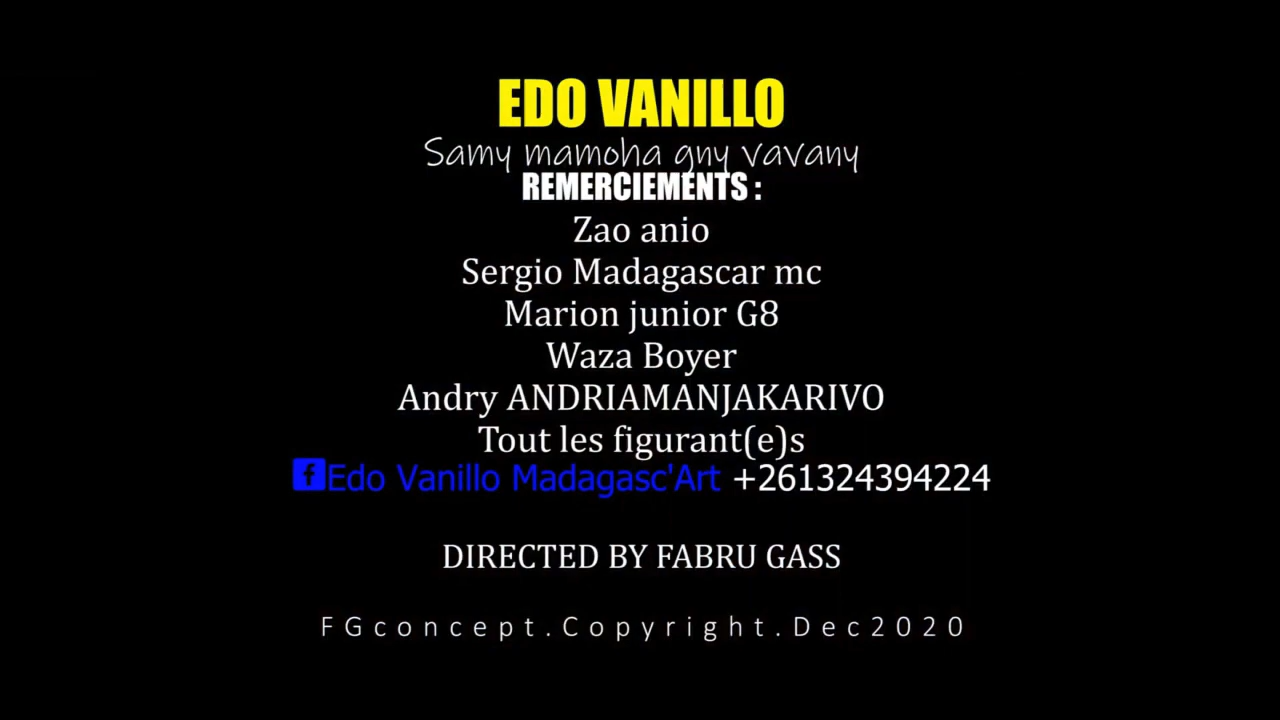 EDO VANILLO
Samy mamoha gny vavany
REMERCIEMENTS :
Zao anio
Sergio Madagascar mc
Marion junior G8
Waza Boyer
Andry ANDRIAMANJAKARIVO
Tout les figurant(e)s
Edo Vanillo Madagasc'Art +261324394224
DIRECTED BY FABRU GASS
FGconcept.Copyright.Dec2020